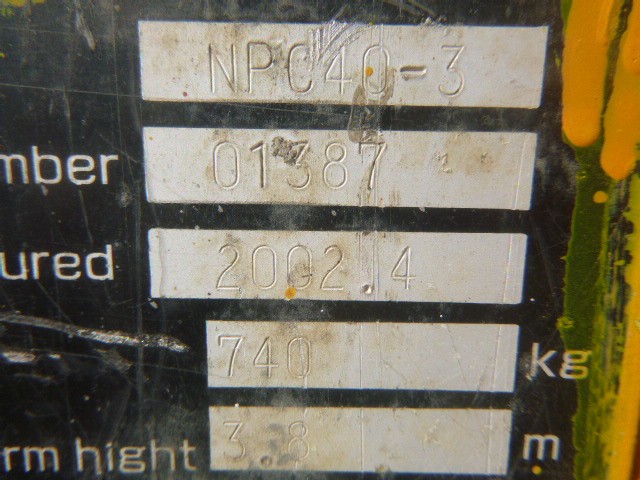 NPC40-3
mber 01387
ured 2002.4
740 kg
rm hight 3.8 m